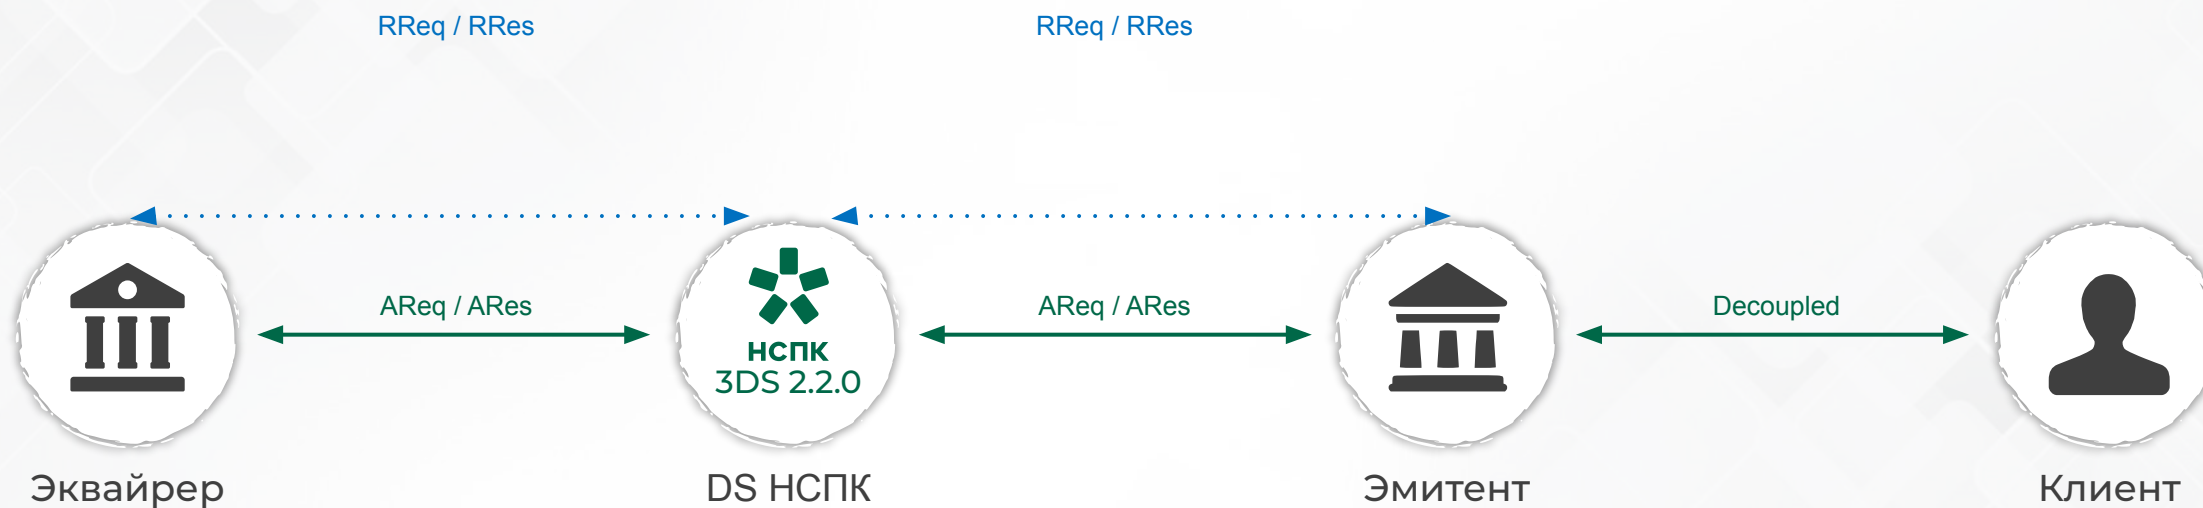 RReq / RRes
RReq / RRes
AReq / ARes
AReq / ARes
Decoupled
НСПК
3DS 2.2.0
Эквайрер
DS НСПК
Эмитент
Клиент